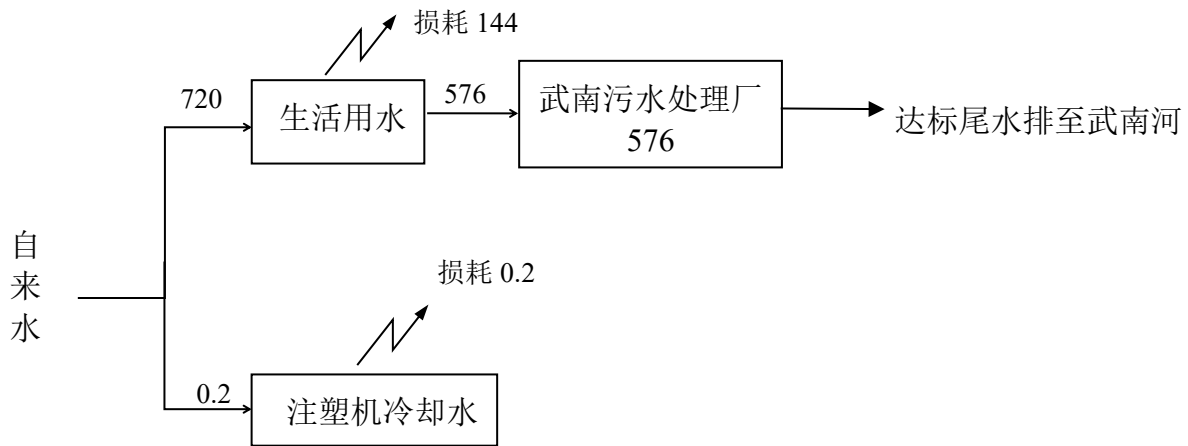 损耗 144
720
生活用水
576
武南污水处理厂
576
达标尾水排至武南河
自来水
损耗 0.2
0.2
注塑机冷却水